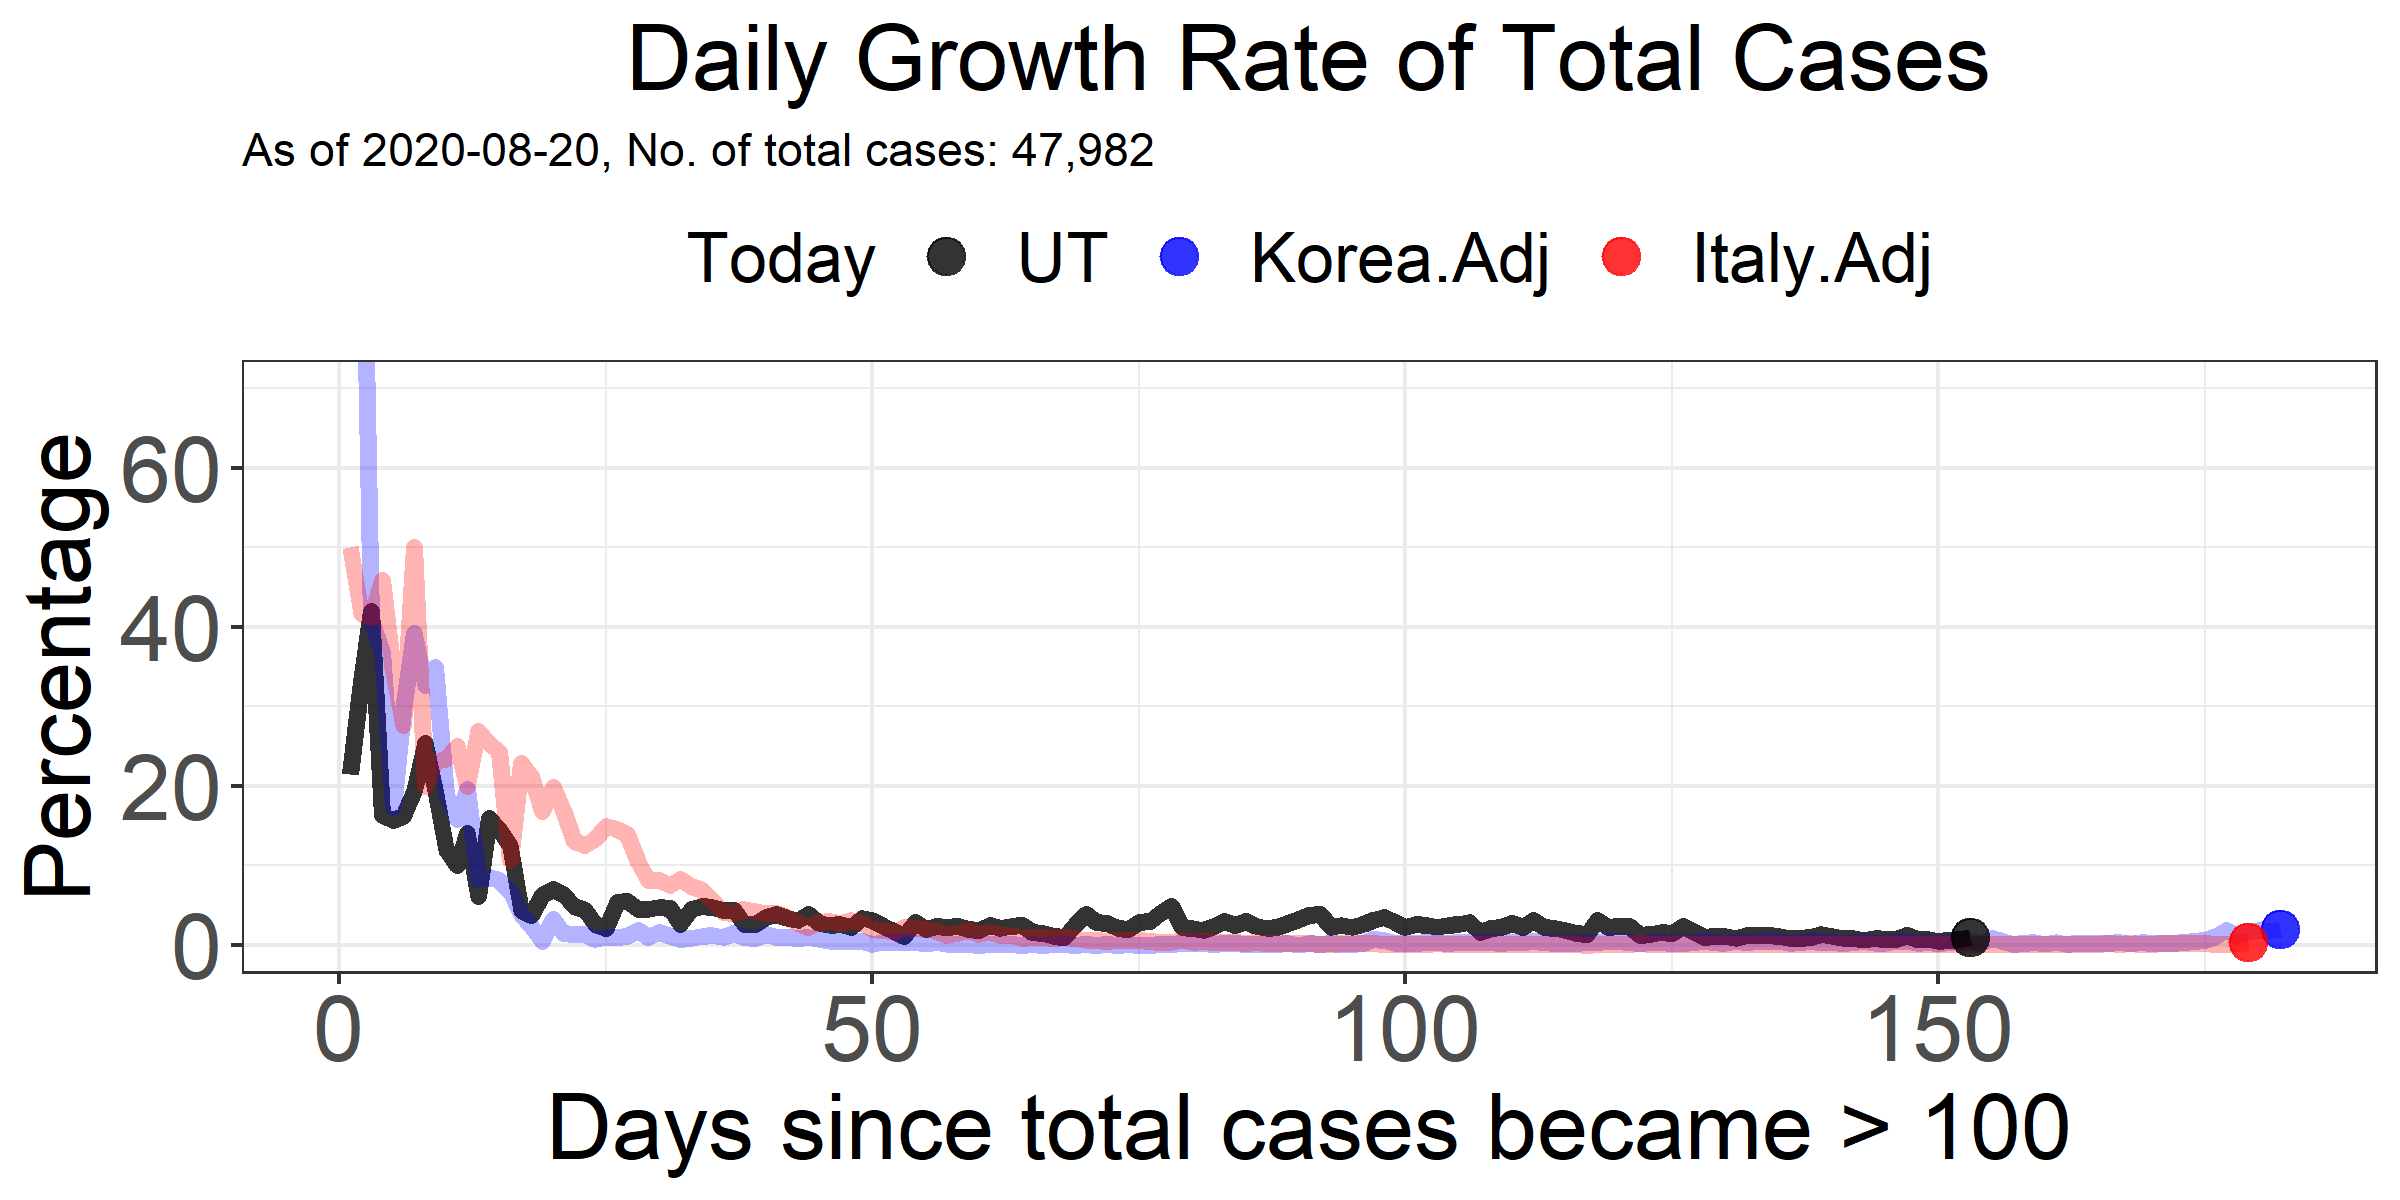 Daily Growth Rate of Total Cases
As of 2020-08-20, No. of total cases: 47,982
Today UT Korea.Adj Italy.Adj
Percentage
60
40
20
0
0 50 100 150
Days since total cases became > 100